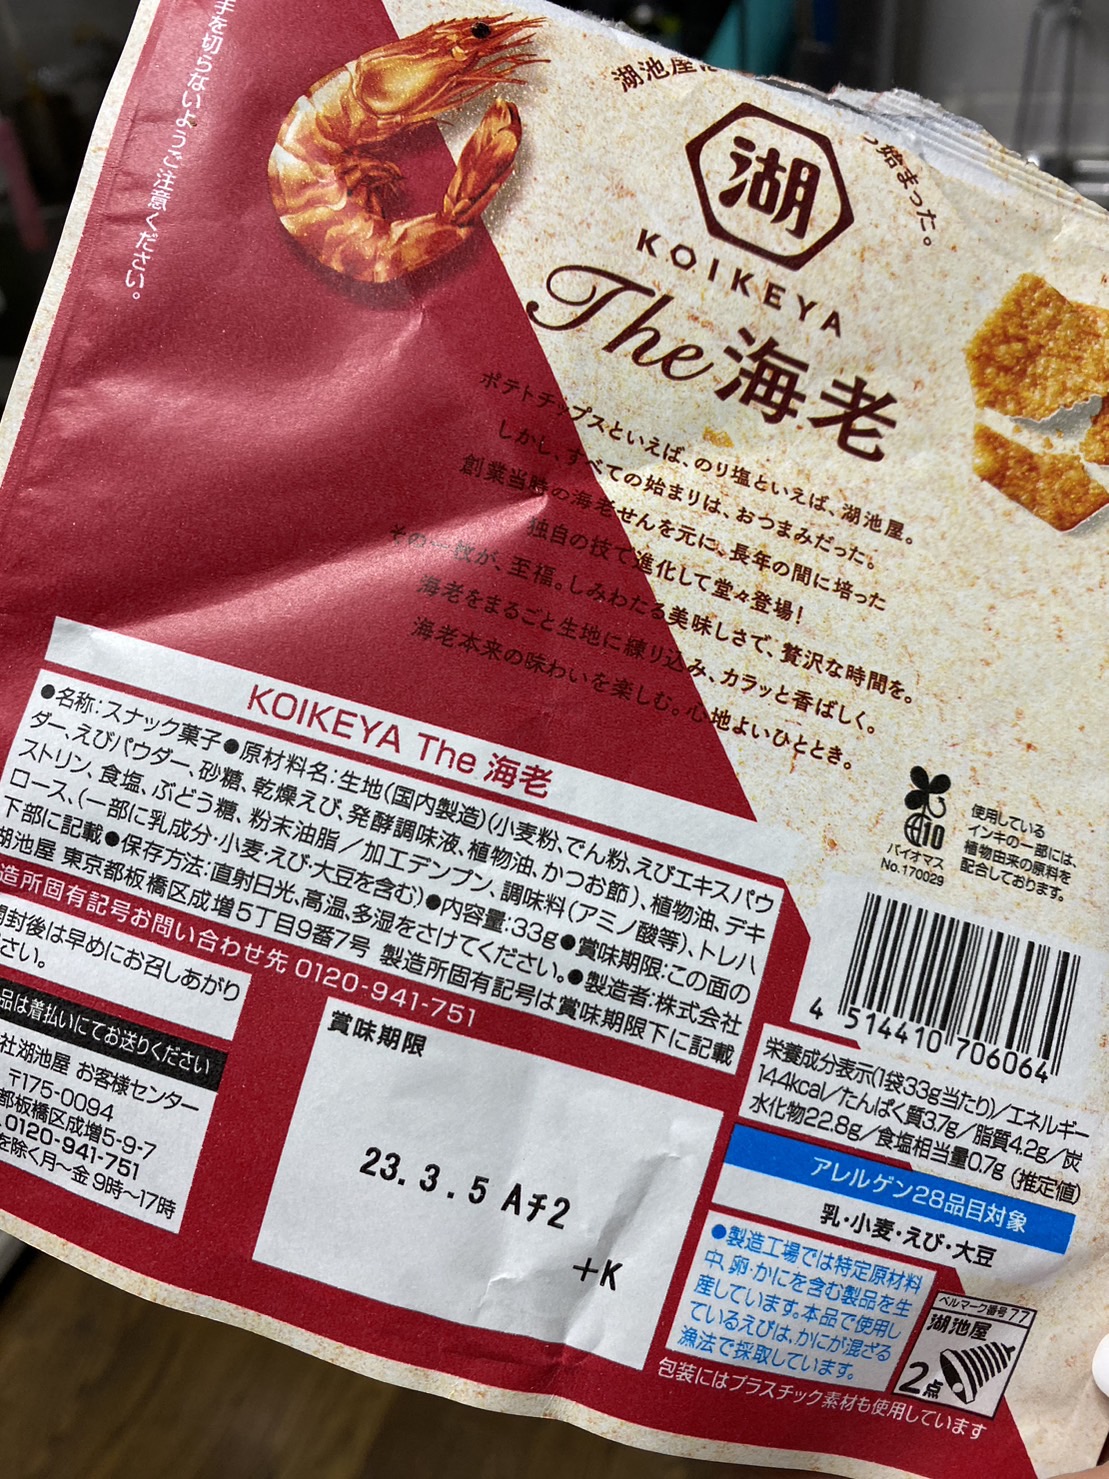 手を切らないようご注意ください。
湖池屋
始まった。
湖
KOIKEYA
The海老
ポテトチップスといえば、のり塩といえば、湖池屋。
しかし、すべての始まりは、おつまみだった。
創業当時の海老せんを元に、長年の間に培った
独自の技で進化して堂々登場!
その一枚が、至福。しみわたる美味しさで、贅沢な時間を。
海老をまるごと生地に練り込み、カラッと香ばしく。
海老本来の味わいを楽しむ。心地よいひととき。
KOIKEYA The 海老
●名称:スナック菓子●原材料名:生地(国内製造)(小麦粉、でん粉、えびエキスパウ
ダー、えびパウダー、砂糖、乾燥えび、発酵調味液、植物油、かつお節)、植物油、デキ
ストリン、食塩、ぶどう糖、粉末油脂/加工デンプン、調味料(アミノ酸等)、トレハ
ロース、(一部に乳成分・小麦・えび・大豆を含む)●内容量:33g●賞味期限:この面の
下部に記載●保存方法:直射日光、高温、多湿をさけてください。●製造者:株式会社
湖池屋 東京都板橋区成増5丁目9番7号 製造所固有記号は賞味期限下に記載
造所固有記号お問い合わせ先 0120-941-751
開封後は早めにお召しあがり
さい。
品は着払いにてお送りください
社湖池屋 お客様センター
〒175-0094
都板橋区成増5-9-7
0120-941-751
を除く月〜金 9時〜17時
賞味期限
23.3.5 Aチ2
+K
バイオマス
No.170029
使用している
インキの一部には、
植物由来の原料を
配合しております。
4 514410 706064
栄養成分表示(1袋33g当たり)/エネルギー
144kcal/たんぱく質3.7g/脂質4.2g/炭
水化物22.8g/食塩相当量0.7g (推定値)
アレルゲン28品目対象
乳・小麦・えび・大豆
●製造工場では特定原材料
中、卵・かにを含む製品を生
産しています。本品で使用し
ているえびは、かにが混ざる
漁法で採取しています。
ベルマーク番号77
湖池屋
2点
包装にはプラスチック素材も使用しています